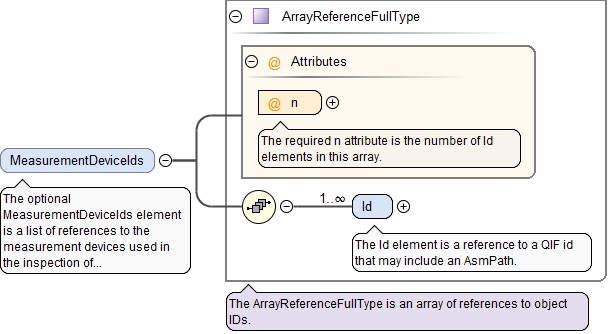 ArrayReferenceFullType
@ Attributes
@ n
The required n attribute is the number of Id
elements in this array.
MeasurementDeviceIds
The optional
MeasurementDeviceIds element
is a list of references to the
measurement devices used in
the inspection of...
1..∞
Id
The Id element is a reference to a QIF id
that may include an AsmPath.
The ArrayReferenceFullType is an array of references to object
IDs.